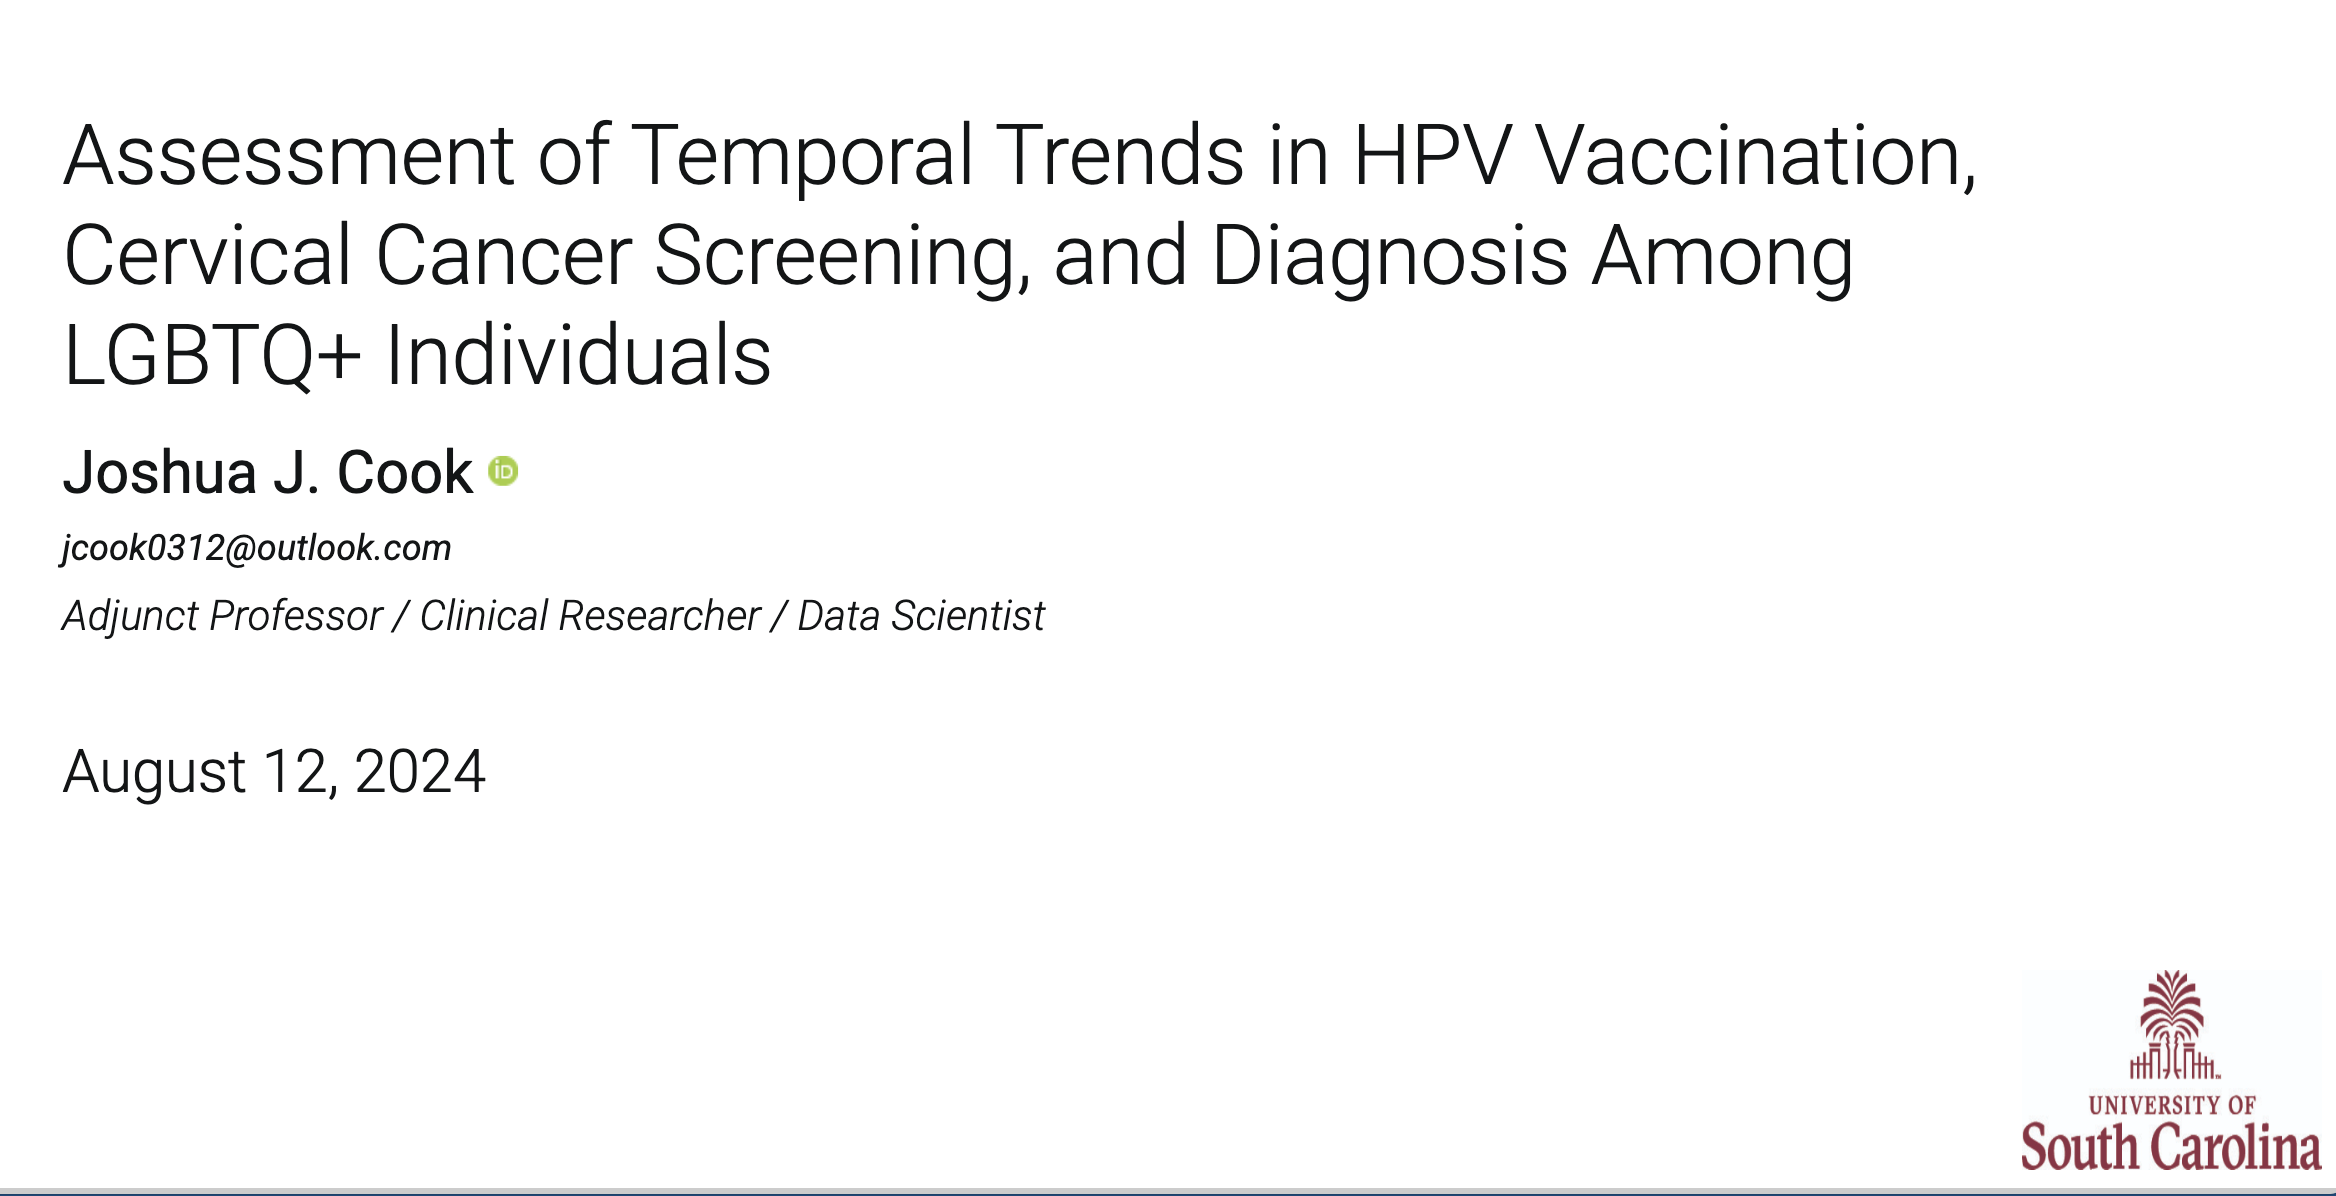 Assessment of Temporal Trends in HPV Vaccination,
Cervical Cancer Screening, and Diagnosis Among
LGBTQ+ Individuals
Joshua J. Cook iD
jcook0312@outlook.com
Adjunct Professor / Clinical Researcher / Data Scientist
August 12, 2024
UNIVERSITY OF
South Carolina